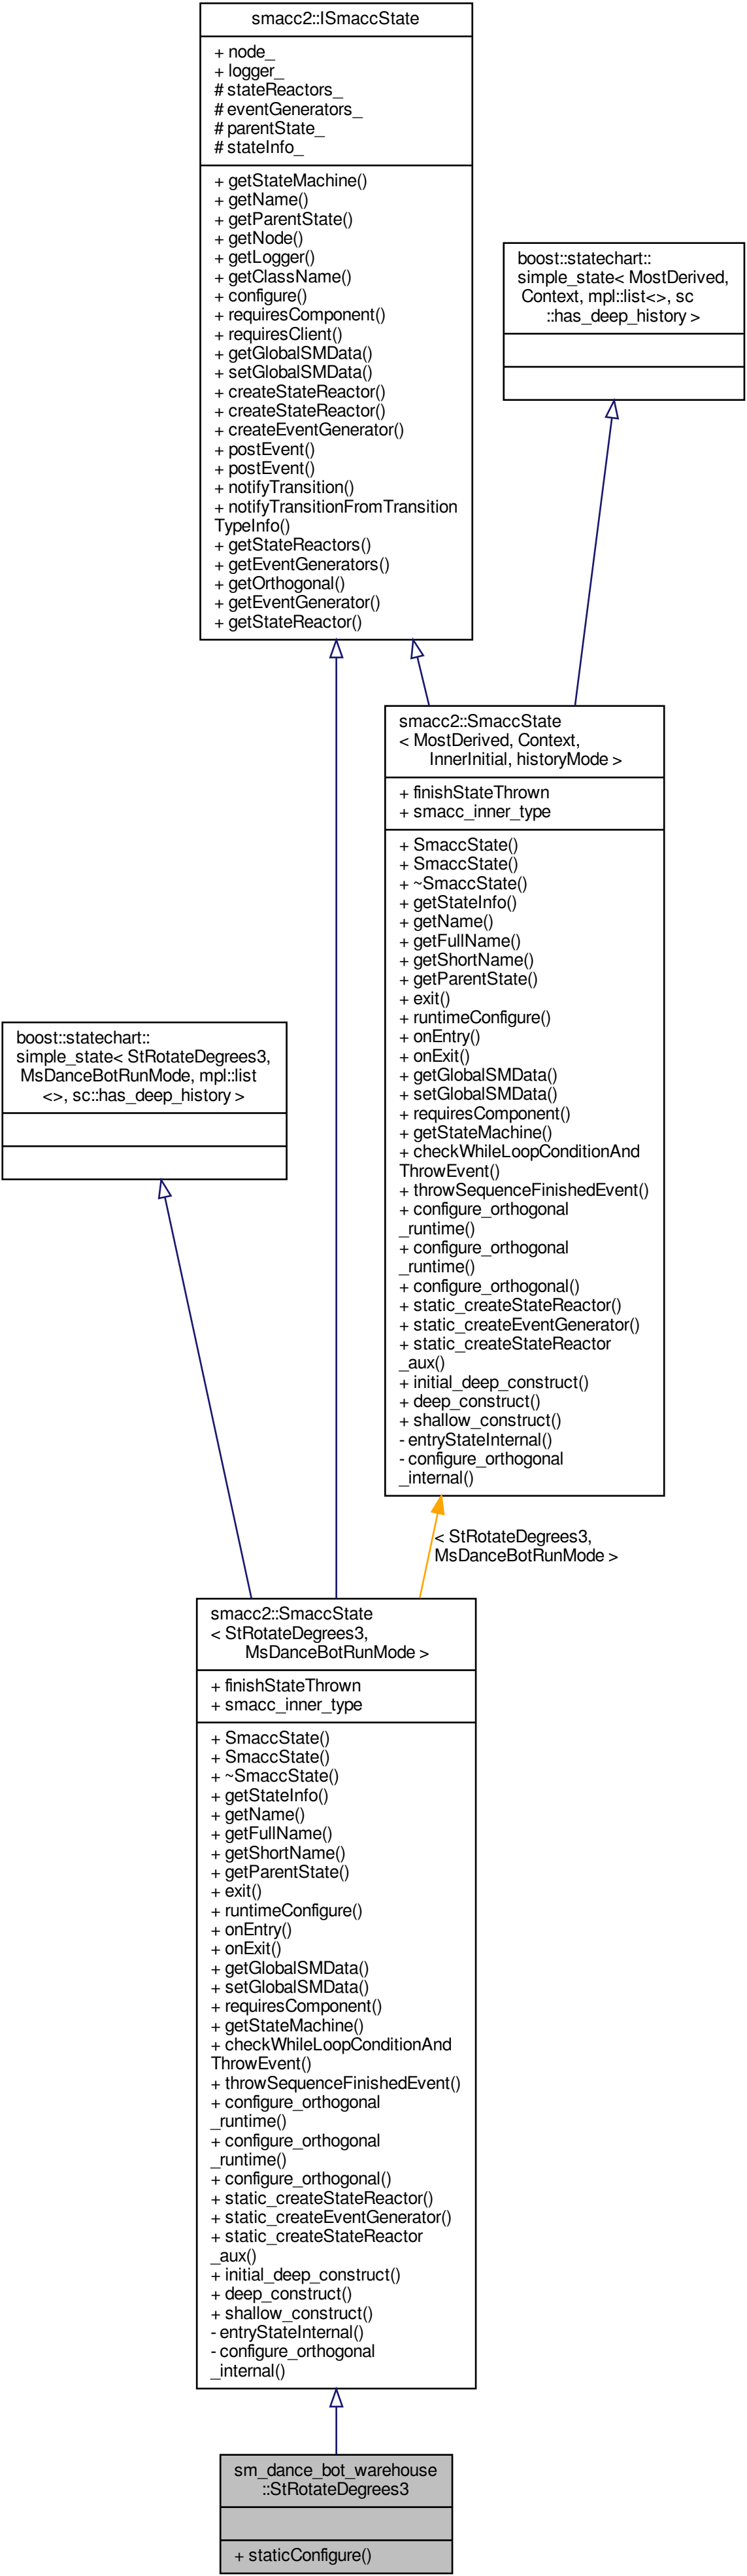 smacc2::ISmaccState
+ node_
+ logger_
# stateReactors_
# eventGenerators_
# parentState_
# stateInfo_
+ getStateMachine()
+ getName()
+ getParentState()
+ getNode()
+ getLogger()
+ getClassName()
+ configure()
+ requiresComponent()
+ requiresClient()
+ getGlobalSMData()
+ setGlobalSMData()
+ createStateReactor()
+ createStateReactor()
+ createEventGenerator()
+ postEvent()
+ postEvent()
+ notifyTransition()
+ notifyTransitionFromTransition
TypeInfo()
+ getStateReactors()
+ getEventGenerators()
+ getOrthogonal()
+ getEventGenerator()
+ getStateReactor()
boost::statechart::
simple_state< MostDerived,
Context, mpl::list<>, sc
::has_deep_history >
smacc2::SmaccState
< MostDerived, Context,
InnerInitial, historyMode >
+ finishStateThrown
+ smacc_inner_type
+ SmaccState()
+ SmaccState()
+ ~SmaccState()
+ getStateInfo()
+ getName()
+ getFullName()
+ getShortName()
+ getParentState()
+ exit()
+ runtimeConfigure()
+ onEntry()
+ onExit()
+ getGlobalSMData()
+ setGlobalSMData()
+ requiresComponent()
+ getStateMachine()
+ checkWhileLoopConditionAnd
ThrowEvent()
+ throwSequenceFinishedEvent()
+ configure_orthogonal
_runtime()
+ configure_orthogonal
_runtime()
+ configure_orthogonal()
+ static_createStateReactor()
+ static_createEventGenerator()
+ static_createStateReactor
_aux()
+ initial_deep_construct()
+ deep_construct()
+ shallow_construct()
- entryStateInternal()
- configure_orthogonal
_internal()
boost::statechart::
simple_state< StRotateDegrees3,
MsDanceBotRunMode, mpl::list
<>, sc::has_deep_history >
< StRotateDegrees3,
MsDanceBotRunMode >
smacc2::SmaccState
< StRotateDegrees3,
MsDanceBotRunMode >
+ finishStateThrown
+ smacc_inner_type
+ SmaccState()
+ SmaccState()
+ ~SmaccState()
+ getStateInfo()
+ getName()
+ getFullName()
+ getShortName()
+ getParentState()
+ exit()
+ runtimeConfigure()
+ onEntry()
+ onExit()
+ getGlobalSMData()
+ setGlobalSMData()
+ requiresComponent()
+ getStateMachine()
+ checkWhileLoopConditionAnd
ThrowEvent()
+ throwSequenceFinishedEvent()
+ configure_orthogonal
_runtime()
+ configure_orthogonal
_runtime()
+ configure_orthogonal()
+ static_createStateReactor()
+ static_createEventGenerator()
+ static_createStateReactor
_aux()
+ initial_deep_construct()
+ deep_construct()
+ shallow_construct()
- entryStateInternal()
- configure_orthogonal
_internal()
sm_dance_bot_warehouse
::StRotateDegrees3
+ staticConfigure()